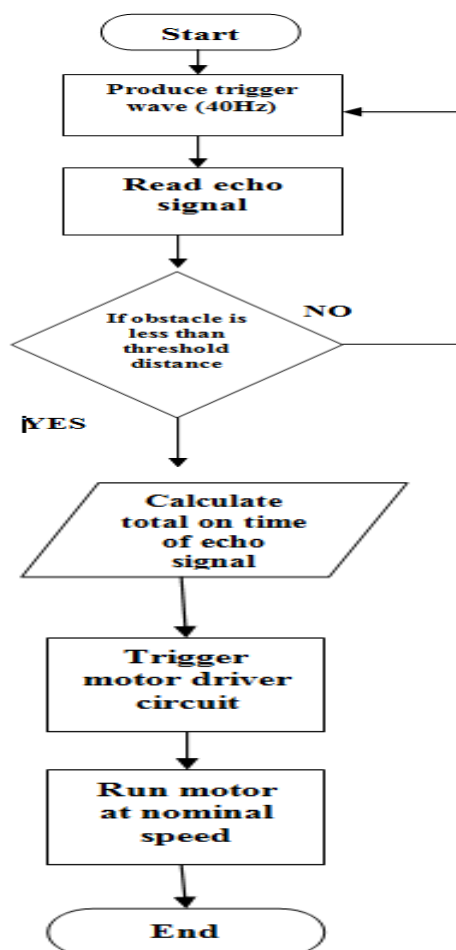 Start
Produce trigger
wave (40Hz)
Read echo
signal
If obstacle is
less than
threshold
distance
NO
YES
Calculate
total on time
of echo
signal
Trigger
motor driver
circuit
Run motor
at nominal
speed
End